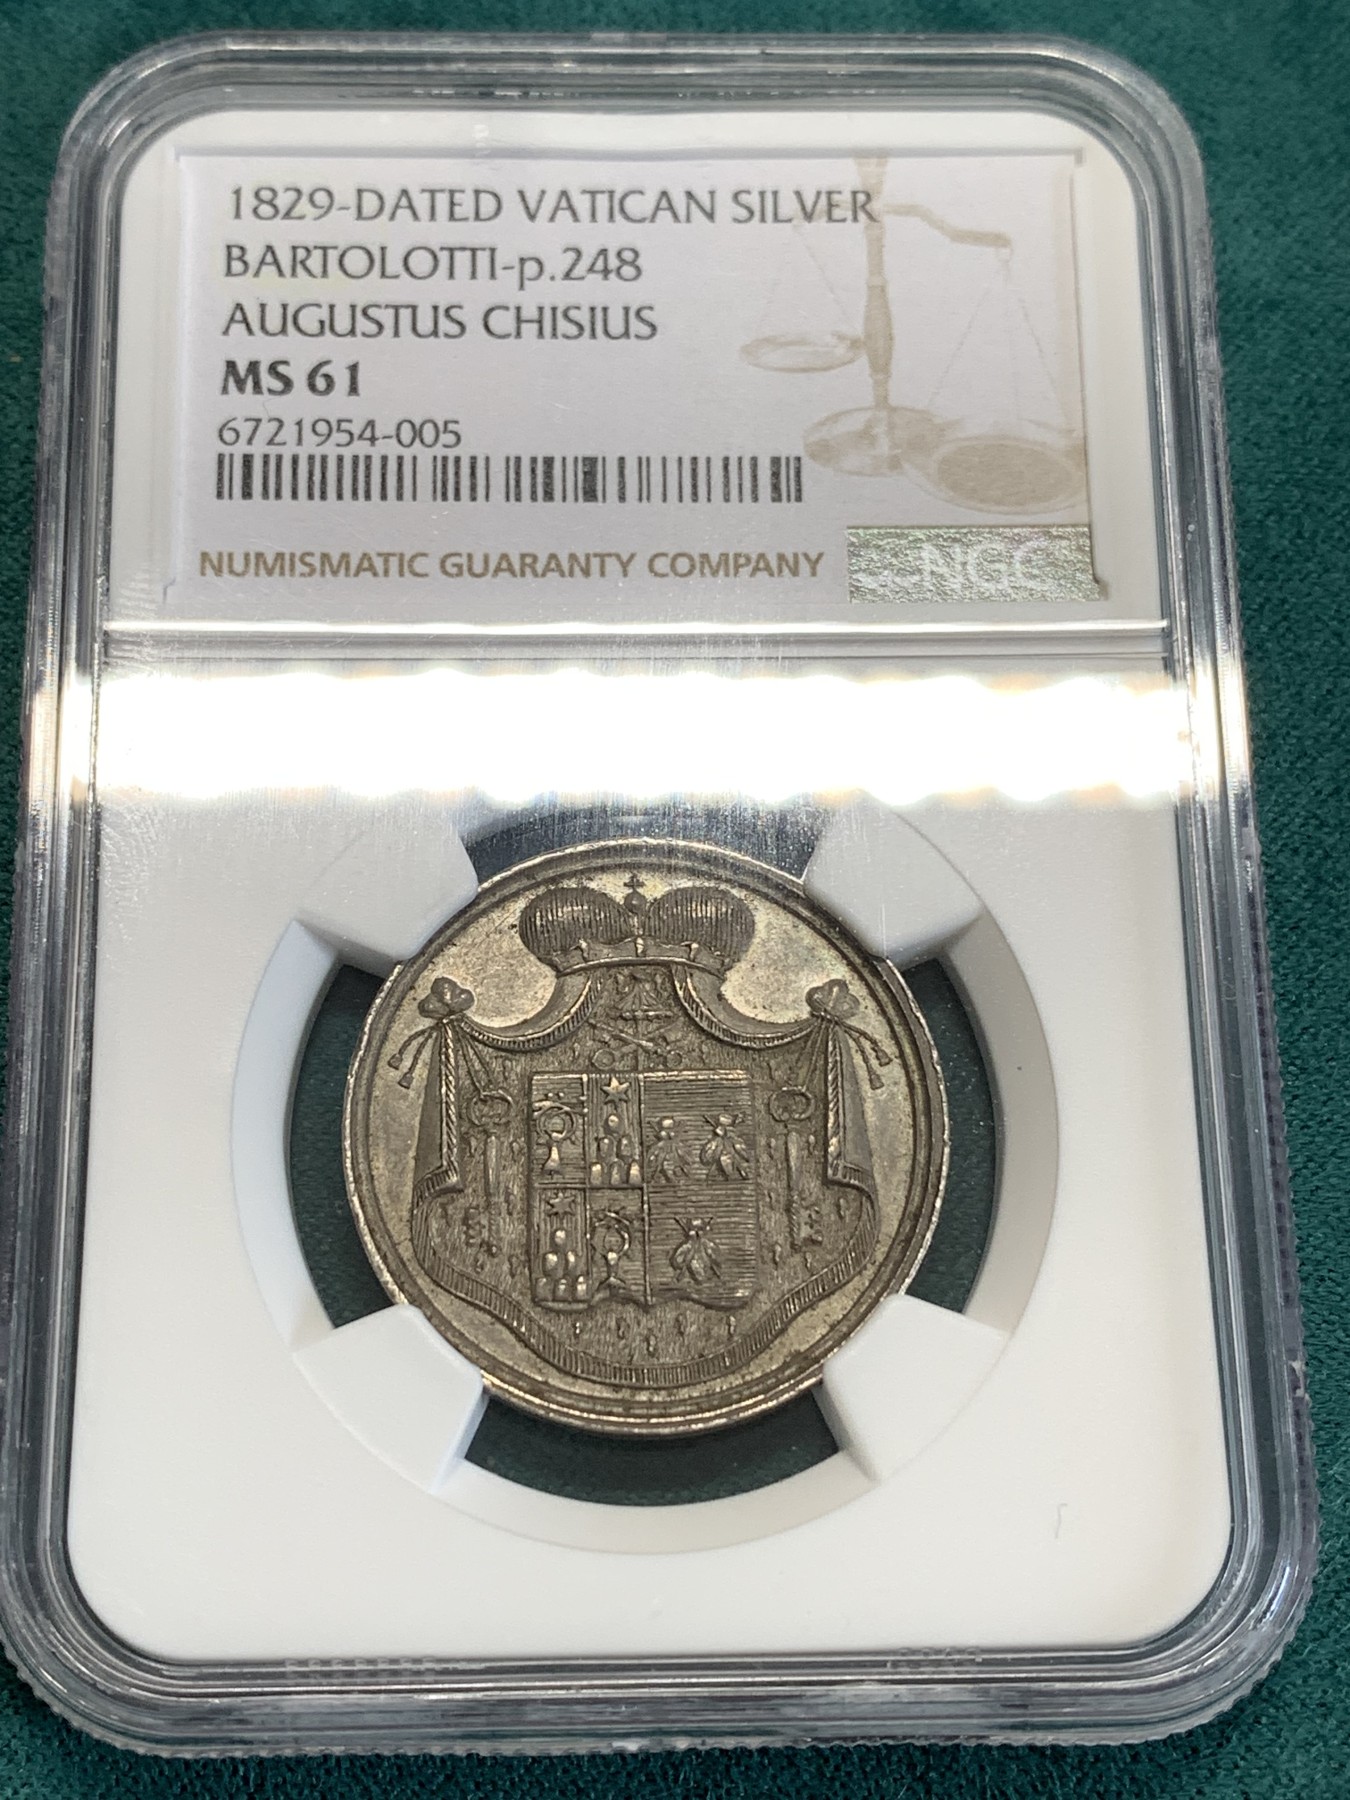 1829-DATED VATICAN SILVER
BARTOLOTTI-p.248
AUGUSTUS CHISIUS
MS 61
6721954-005
NUMISMATIC GUARANTY COMPANY
NGC